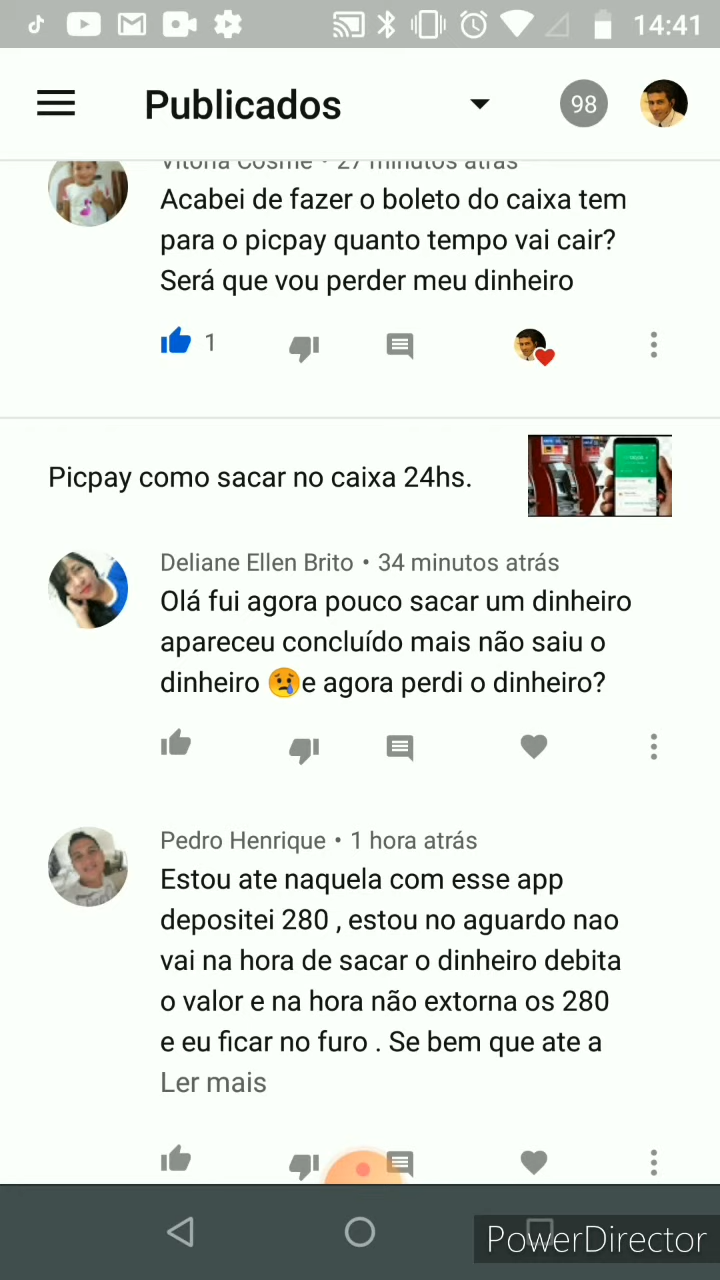 14:41
Publicados
98
Vitória Cosme • 27 minutos atrás
Acabei de fazer o boleto do caixa tem
para o picpay quanto tempo vai cair?
Será que vou perder meu dinheiro
1
Picpay como sacar no caixa 24hs.
Deliane Ellen Brito • 34 minutos atrás
Olá fui agora pouco sacar um dinheiro
apareceu concluído mais não saiu o
dinheiro 😢e agora perdi o dinheiro?
Pedro Henrique • 1 hora atrás
Estou ate naquela com esse app
depositei 280 , estou no aguardo nao
vai na hora de sacar o dinheiro debita
o valor e na hora não extorna os 280
e eu ficar no furo . Se bem que ate a
Ler mais
PowerDirector